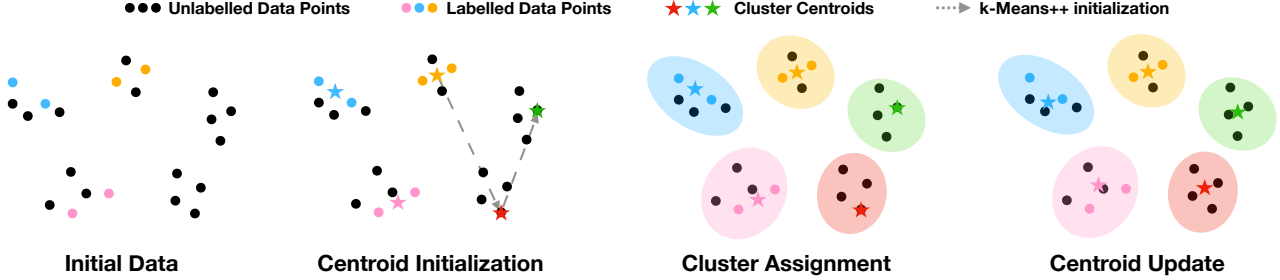 Unlabelled Data Points
Labelled Data Points
Cluster Centroids
k-Means++ initialization
Initial Data
Centroid Initialization
Cluster Assignment
Centroid Update